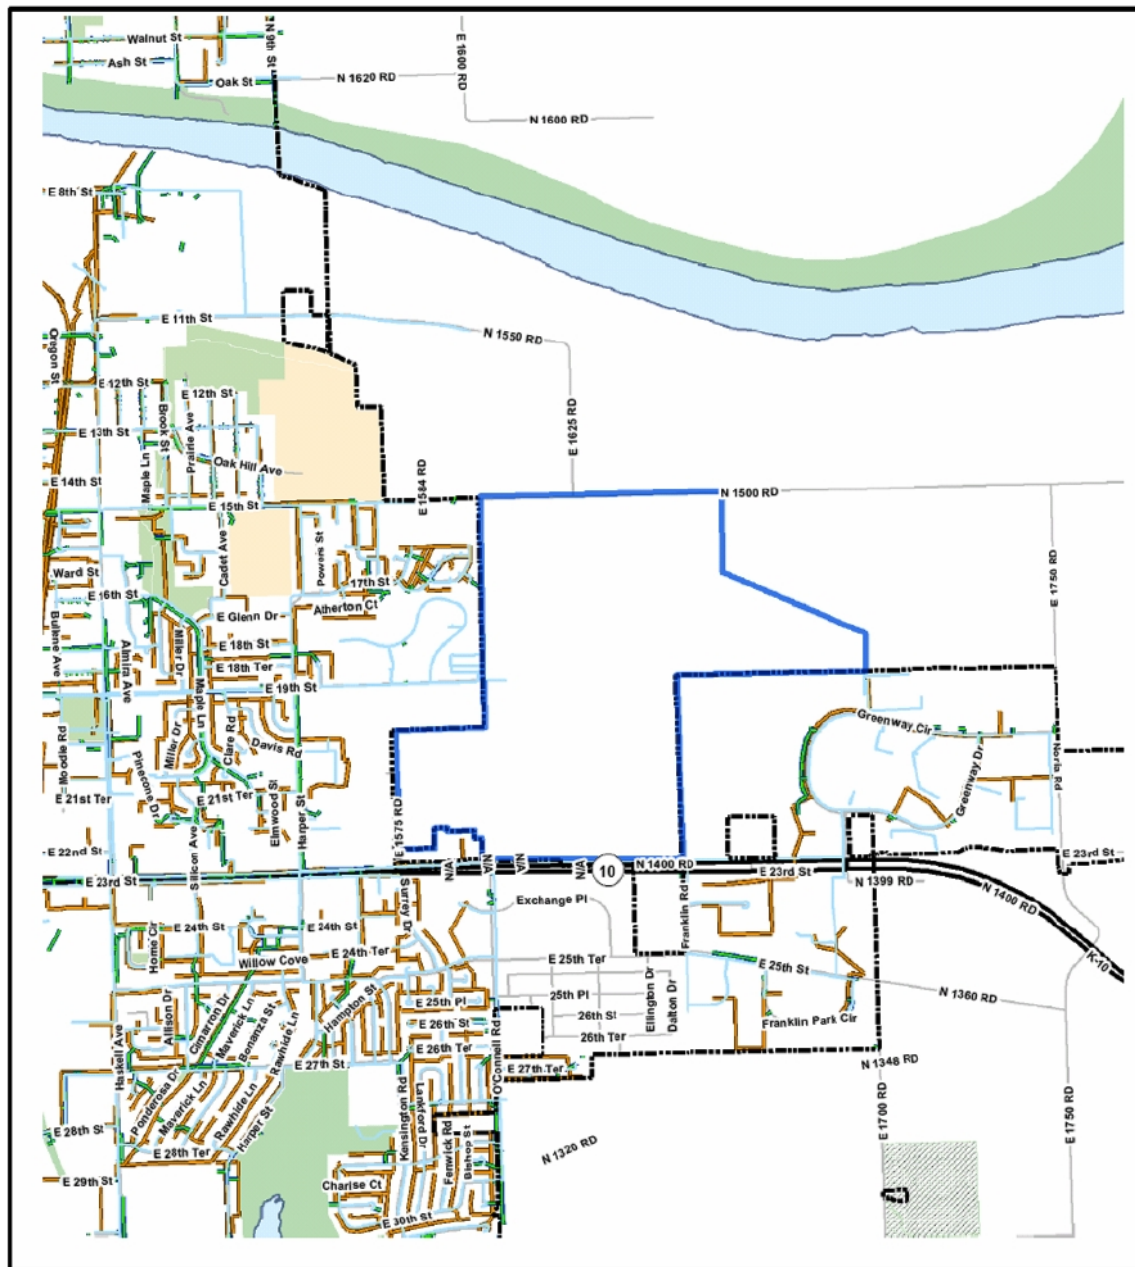 Walnut St
N 9th St
E 1600 RD
Ash St
Oak St
N 1620 RD
N 1600 RD
E 8th St
E 11th St
N 1550 RD
Oregon St
E 12th St
E 12th St
Brook St
Prairie Ave
E 1625 RD
E 13th St
Maple Ln
Oak Hill Ave
E 14th St
E 1584 RD
N 1500 RD
E 15th St
Cadet Ave
Powers St
E 1750 RD
Ward St
17th St
E 16th St
Atherton Ct
E Glenn Dr
Almira Ave
Miller Dr
E 18th St
E 18th Ter
E 19th St
Maple Ln
Greenway Cir
Miller Dr
Clare Rd
Davis Rd
Woodie Rd
Pinecone Dr
Greenway Dr
Noria Rd
E 21st Ter
E 21st Ter
Elmwood St
Harper St
E 1575 RD
E 22nd St
E 23rd St
Silicon Ave
N/A
N/A
N/A
N/A
10
N 1400 RD
E 23rd St
E 23rd St
N 1399 RD
N 1400 RD
K-10
Surrey Dr
Exchange Pl
Franklin Rd
E 24th St
E 24th St
Home Cir
E 24th Ter
Willow Cove
E 25th Ter
E 25th St
Allison Dr
Cimarron Dr
Maverick Ln
Bonanza St
Rawhide Ln
Hampton St
E 25th Pl
25th Pl
Ellington Dr
Dalton Dr
N 1360 RD
E 26th St
26th St
Franklin Park Cir
Haskell Ave
E 26th Ter
26th Ter
O'Connell Rd
E 27th St
E 27th Ter
N 1348 RD
Ponderosa Dr
Maverick Ln
Rawhide Ln
Harper St
Kensington Rd
Lankford Dr
Fenwick Rd
Bishop St
E 1700 RD
E 1750 RD
E 28th St
E 28th Ter
N 1320 RD
E 29th St
Charise Ct
E 30th St